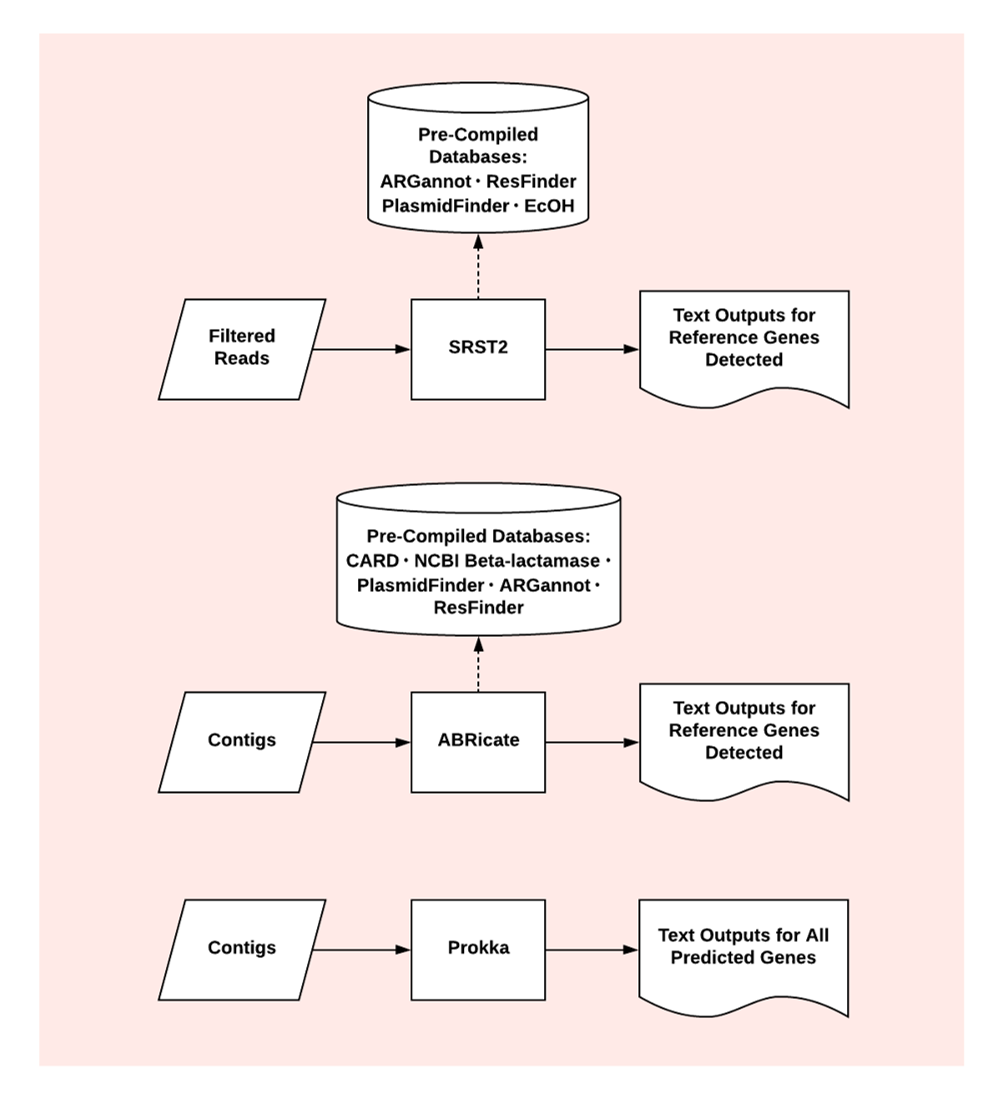 Pre-Compiled
Databases:
ARGannot · ResFinder
PlasmidFinder · EcOH
Filtered
Reads
SRST2
Text Outputs for
Reference Genes
Detected
Pre-Compiled Databases:
CARD · NCBI Beta-lactamase ·
PlasmidFinder · ARGannot ·
ResFinder
Contigs
ABRicate
Text Outputs for
Reference Genes
Detected
Contigs
Prokka
Text Outputs for All
Predicted Genes